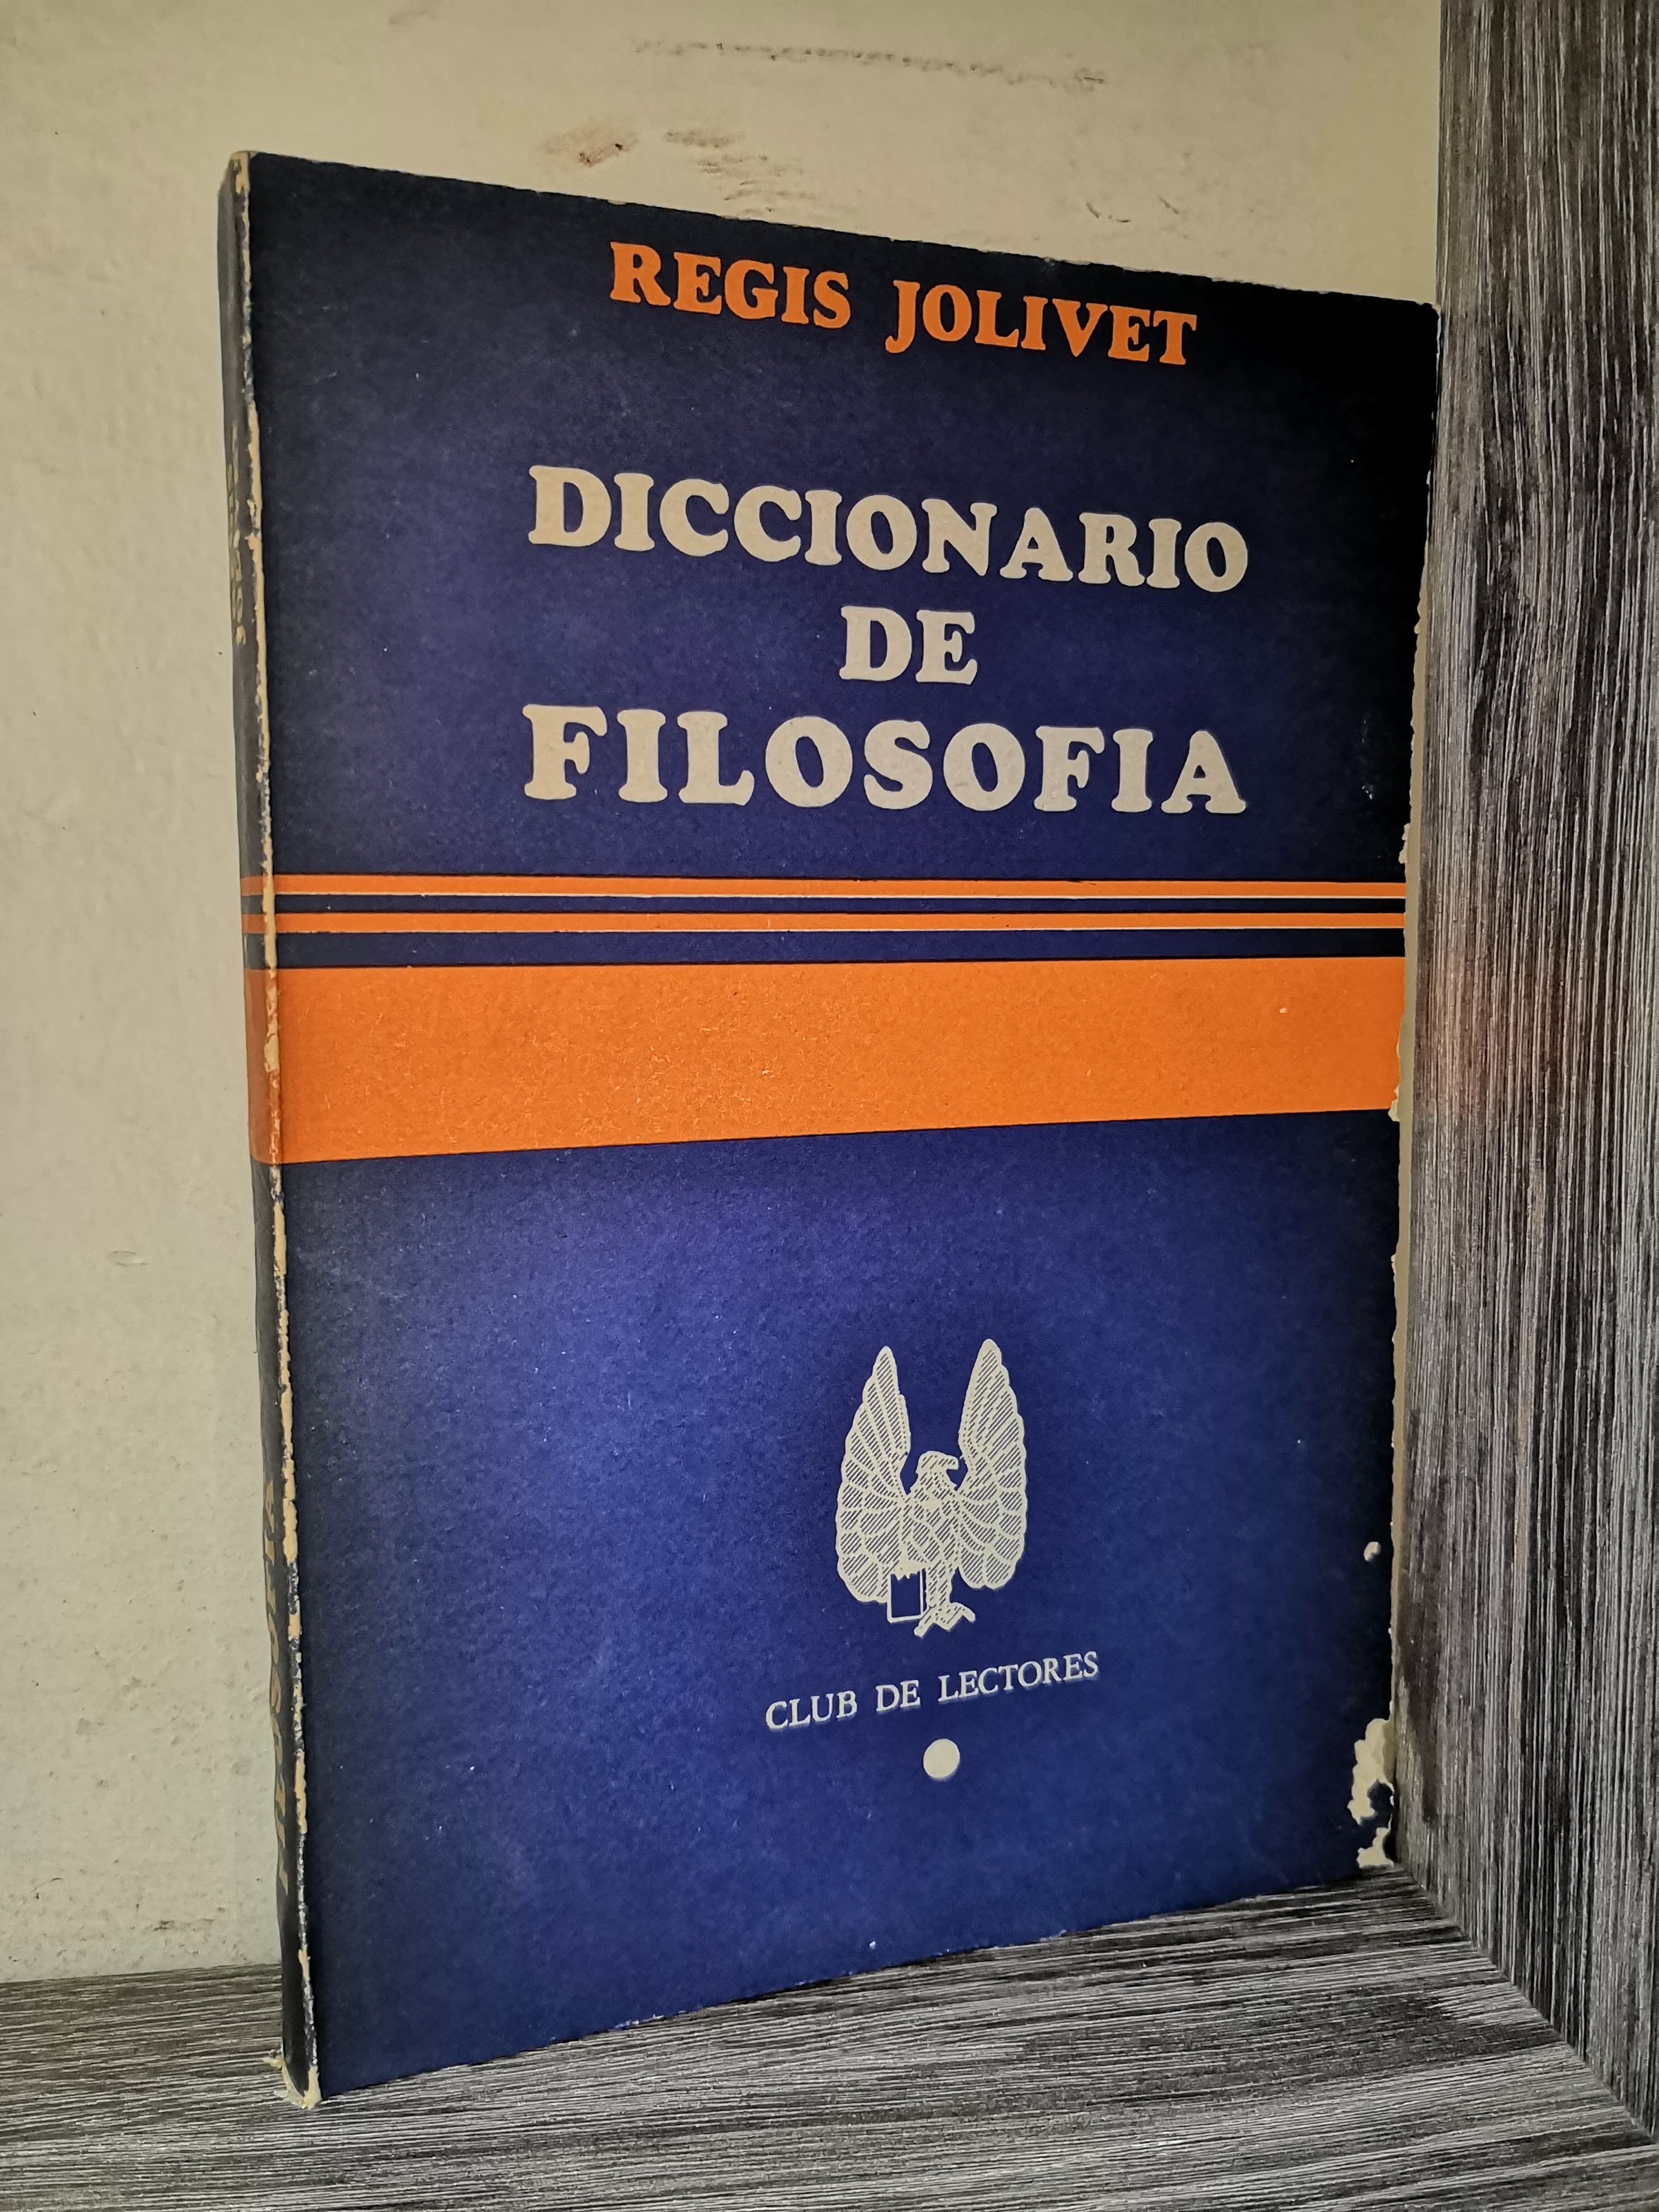 REGIS JOLIVET
DICCIONARIO
DE
FILOSOFIA
CLUB DE LECTORES